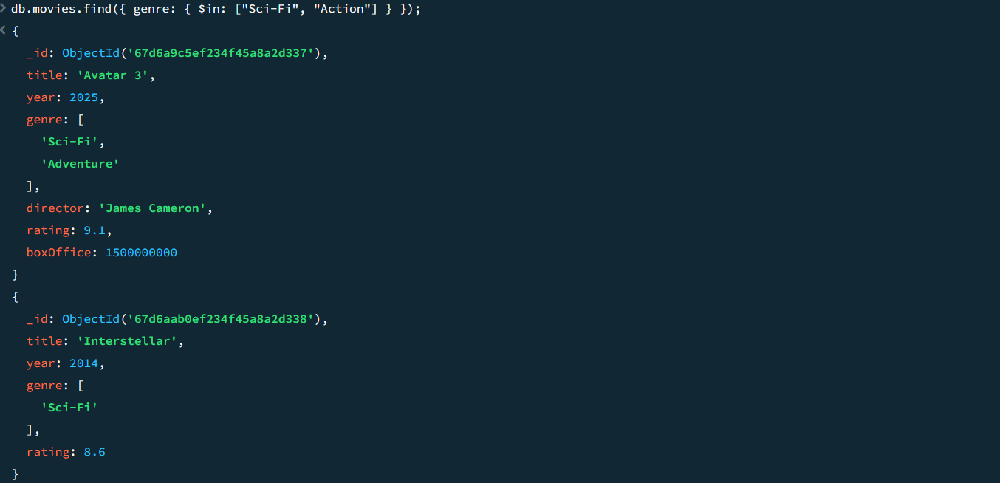 > db.movies.find({ genre: { $in: ["Sci-Fi", "Action"] } });
< {
_id: ObjectId('67d6a9c5ef234f45a8a2d337'),
title: 'Avatar 3',
year: 2025,
genre: [
'Sci-Fi',
'Adventure'
],
director: 'James Cameron',
rating: 9.1,
boxOffice: 1500000000
}
{
_id: ObjectId('67d6aab0ef234f45a8a2d338'),
title: 'Interstellar',
year: 2014,
genre: [
'Sci-Fi'
],
rating: 8.6
}